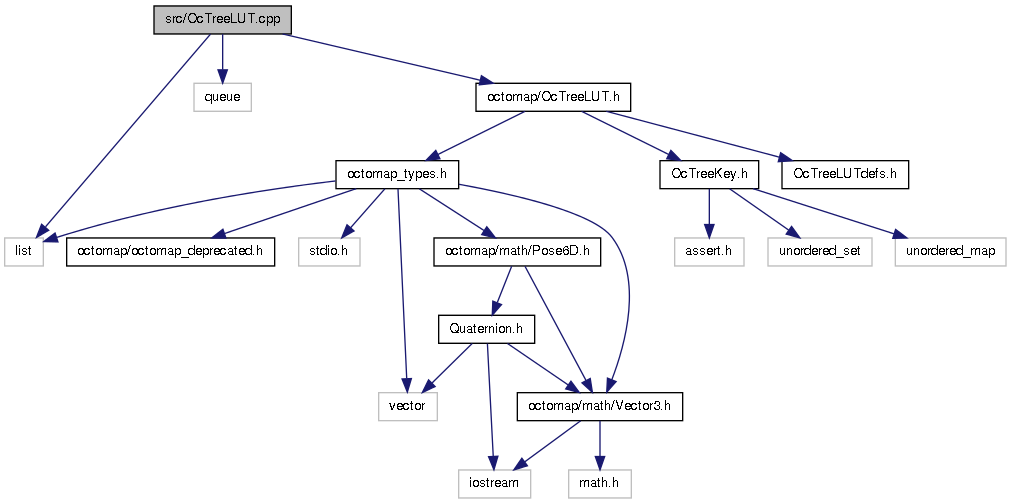 src/OcTreeLUT.cpp
queue
octomap/OcTreeLUT.h
octomap_types.h
OcTreeKey.h
OcTreeLUTdefs.h
list
octomap/octomap_deprecated.h
stdio.h
octomap/math/Pose6D.h
assert.h
unordered_set
unordered_map
Quaternion.h
vector
octomap/math/Vector3.h
iostream
math.h